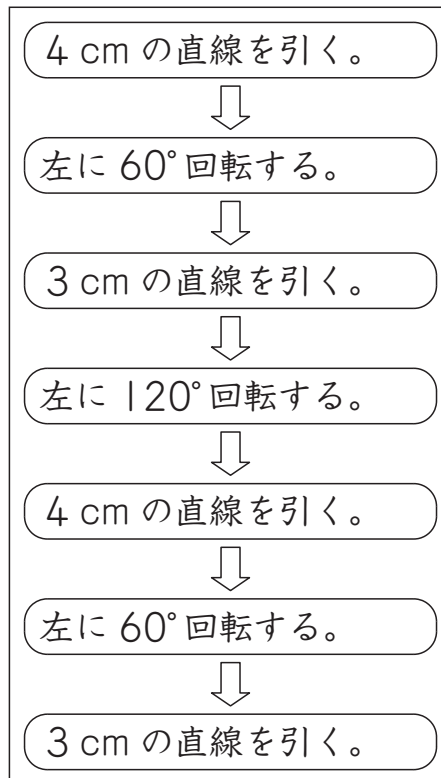 4 cm の直線を引く。
左に 60°回転する。
3 cm の直線を引く。
左に 120°回転する。
4 cm の直線を引く。
左に 60°回転する。
3 cm の直線を引く。